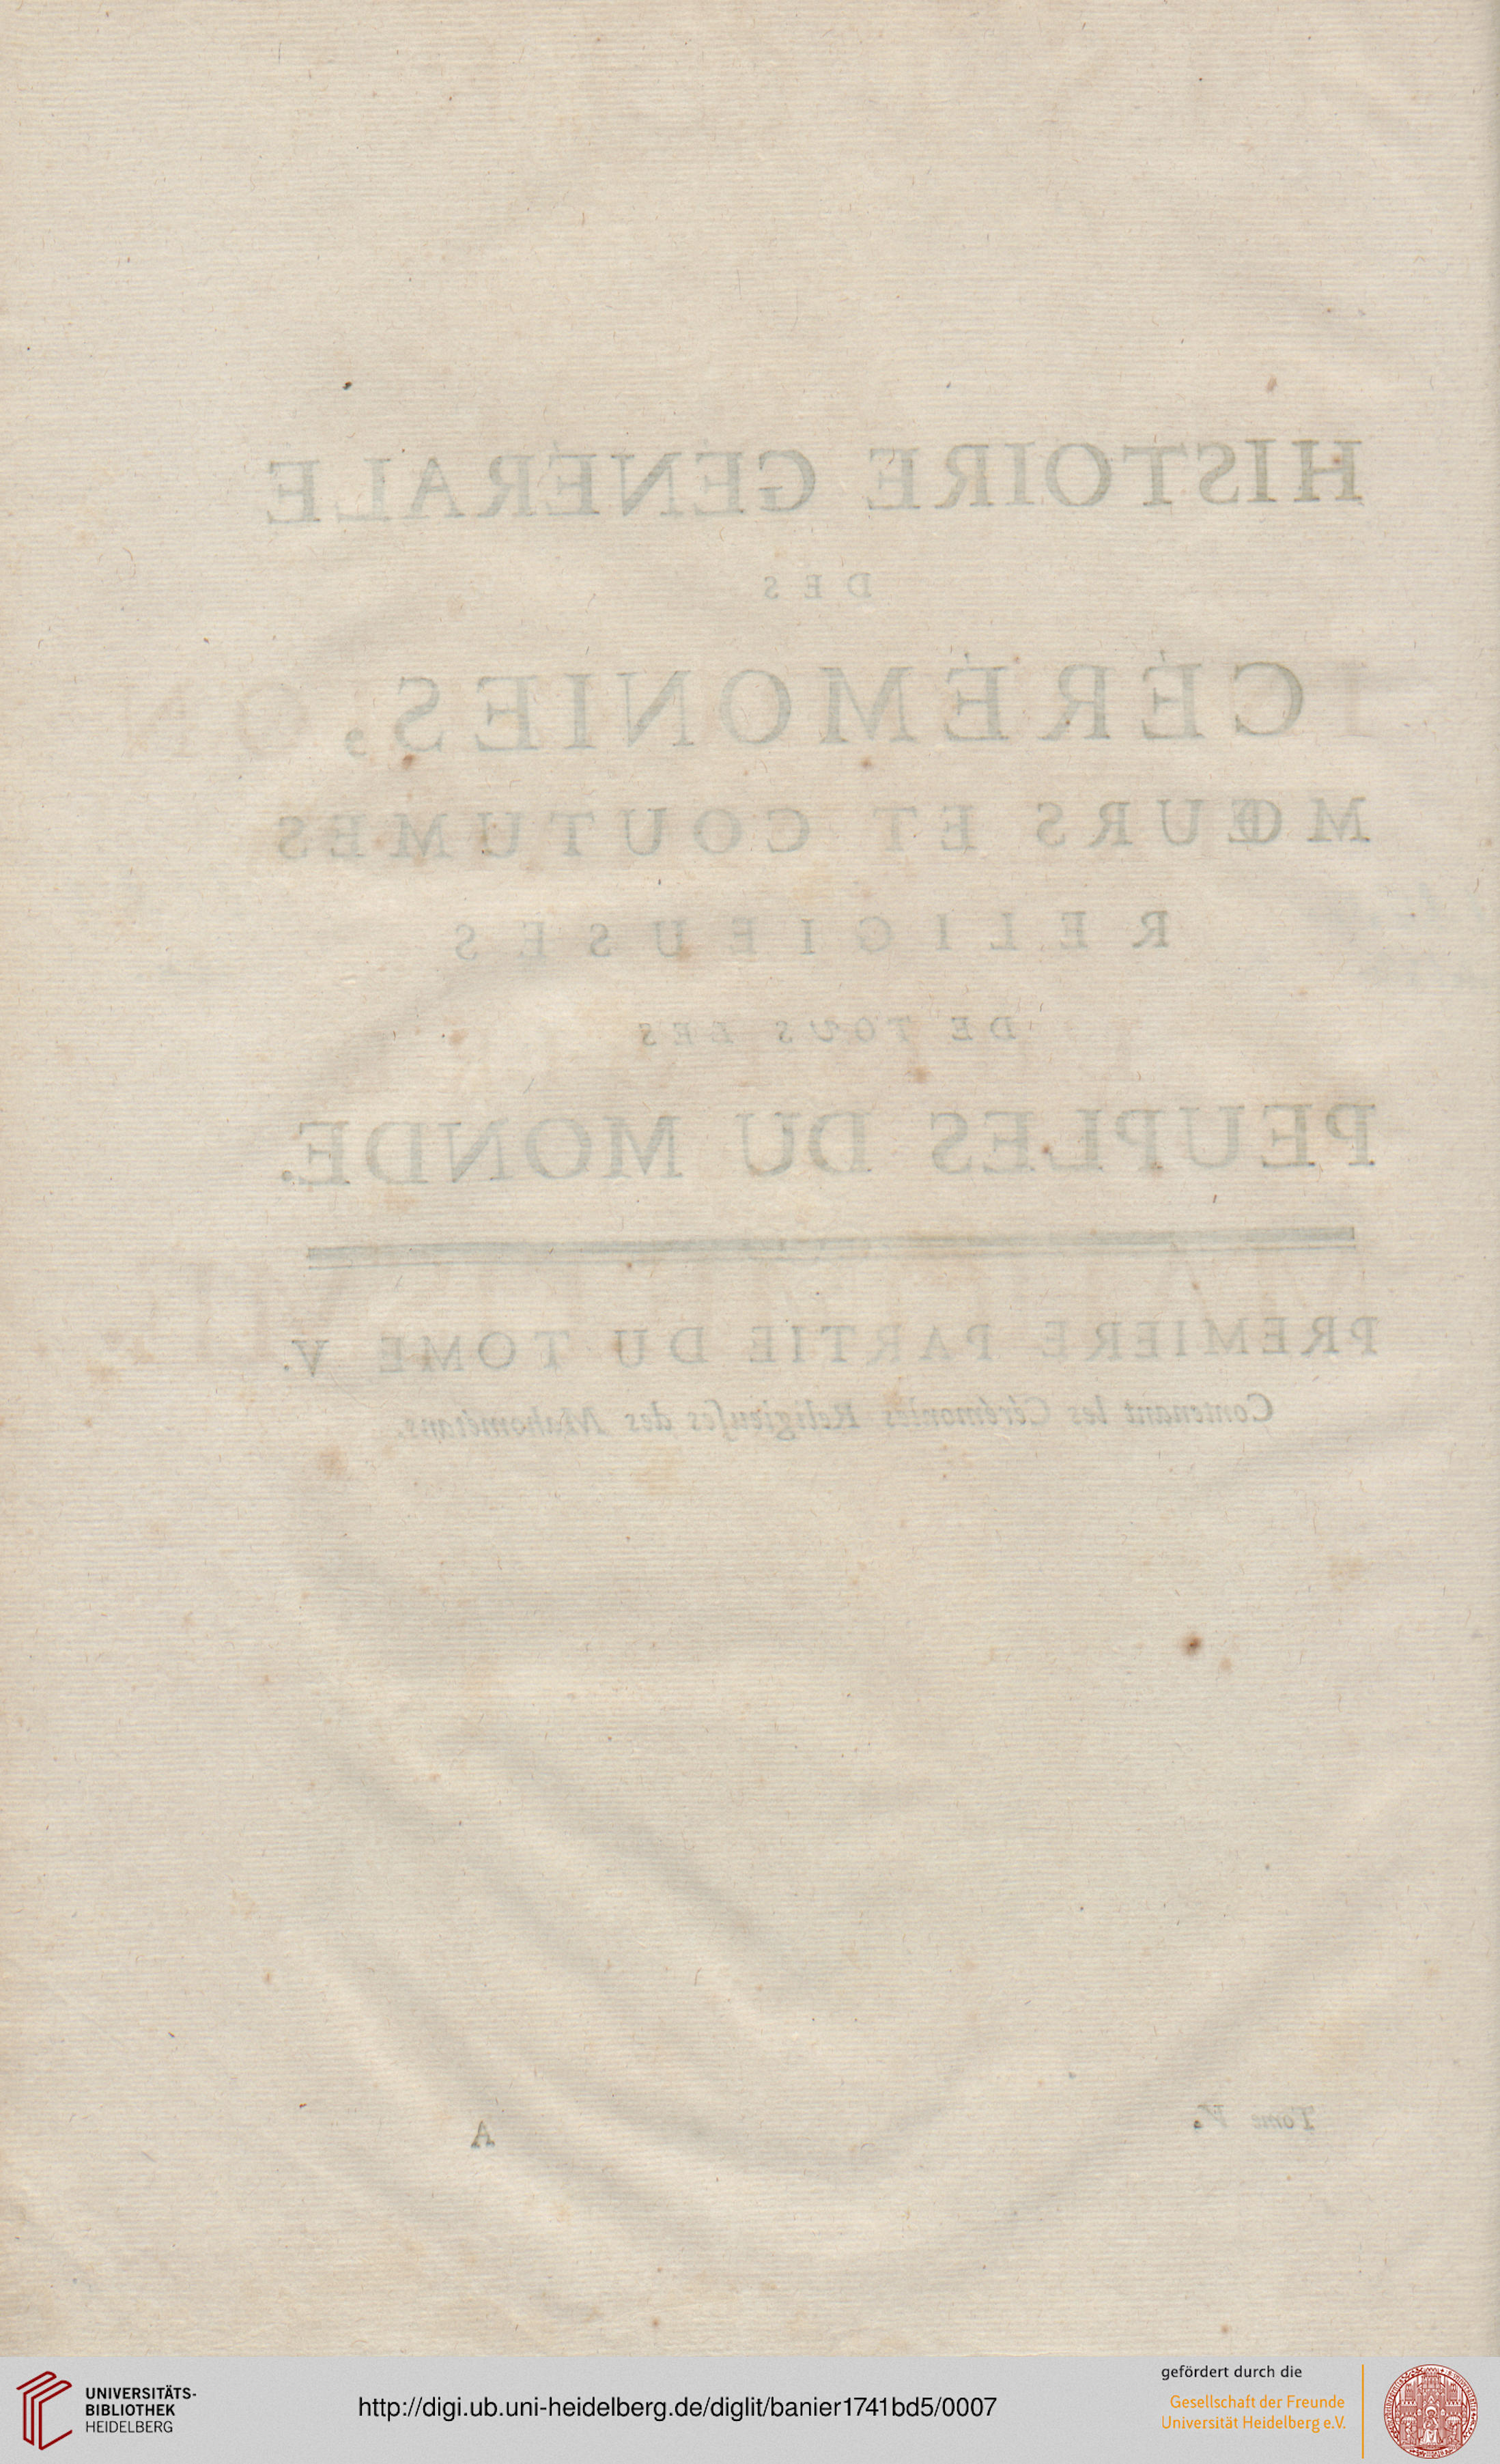 HISTOIRE GENÉRALE
DES
CÉRÉMONIES,
MŒURS ET COUTUMES
RELIGIEUSES
DE TOUS LES
PEUPLES DU MONDE.
PREMIERE PARTIE DU TOME V.
Contenant les Cérémonies Religieuſes des Mahométans.
Tome V.
A
UNIVERSITÄTS-
BIBLIOTHEK
HEIDELBERG
http://digi.ub.uni-heidelberg.de/diglit/banier1741bd5/0007
gefördert durch die
Gesellschaft der Freunde
Universität Heidelberg e.V.